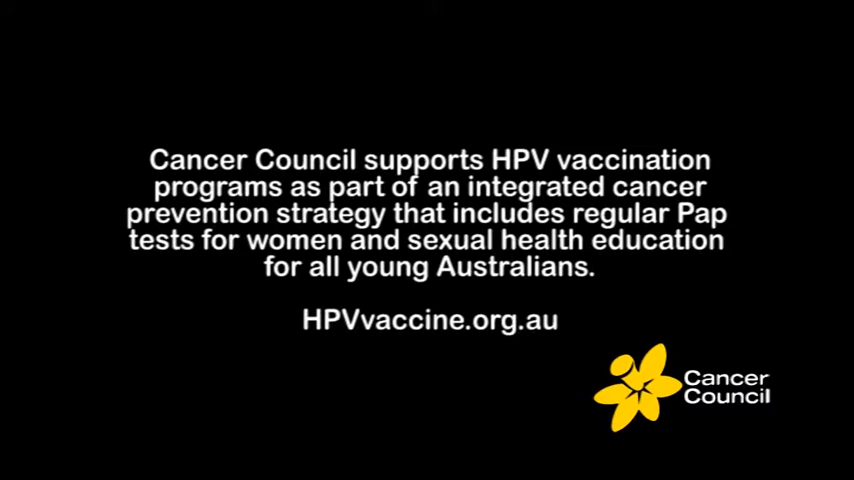 Cancer Council supports HPV vaccination
programs as part of an integrated cancer
prevention strategy that includes regular Pap
tests for women and sexual health education
for all young Australians.
HPVvaccine.org.au
Cancer
Council